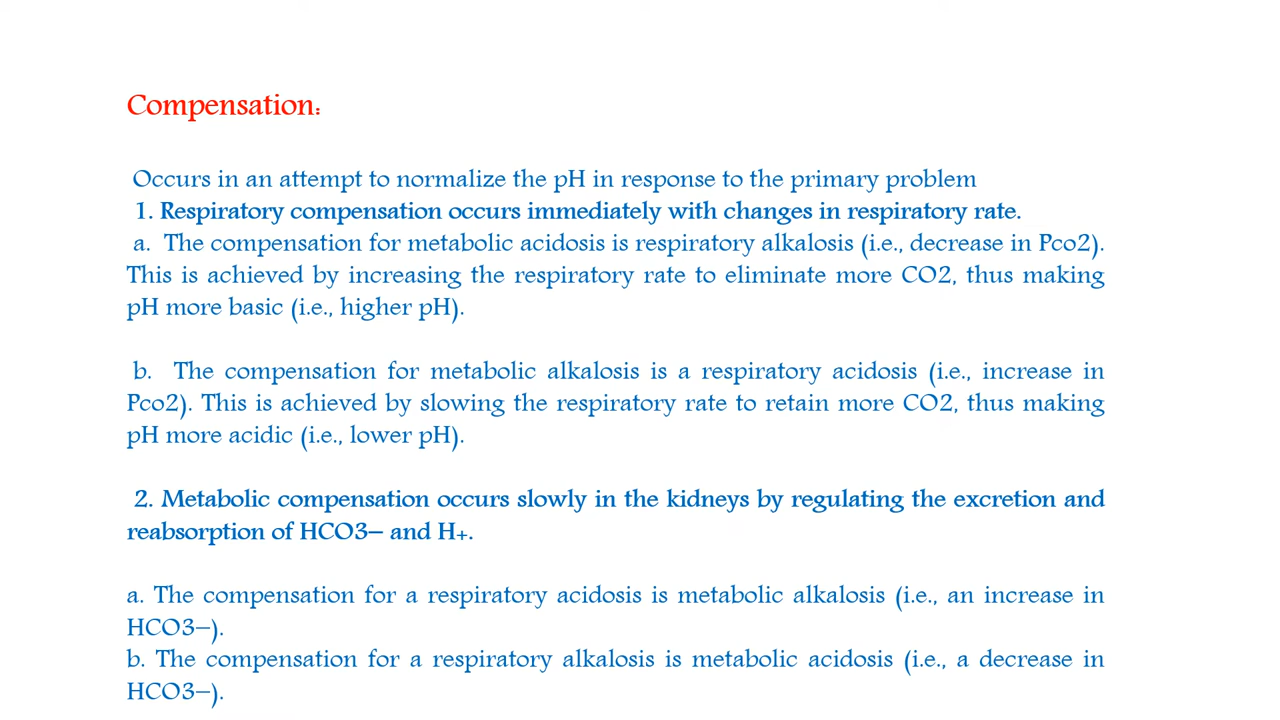 Compensation:
Occurs in an attempt to normalize the pH in response to the primary problem
1. Respiratory compensation occurs immediately with changes in respiratory rate.
a. The compensation for metabolic acidosis is respiratory alkalosis (i.e., decrease in Pco2).
This is achieved by increasing the respiratory rate to eliminate more CO2, thus making
pH more basic (i.e., higher pH).
b. The compensation for metabolic alkalosis is a respiratory acidosis (i.e., increase in
Pco2). This is achieved by slowing the respiratory rate to retain more CO2, thus making
pH more acidic (i.e., lower pH).
2. Metabolic compensation occurs slowly in the kidneys by regulating the excretion and
reabsorption of HCO3− and H+.
a. The compensation for a respiratory acidosis is metabolic alkalosis (i.e., an increase in
HCO3−).
b. The compensation for a respiratory alkalosis is metabolic acidosis (i.e., a decrease in
HCO3−).